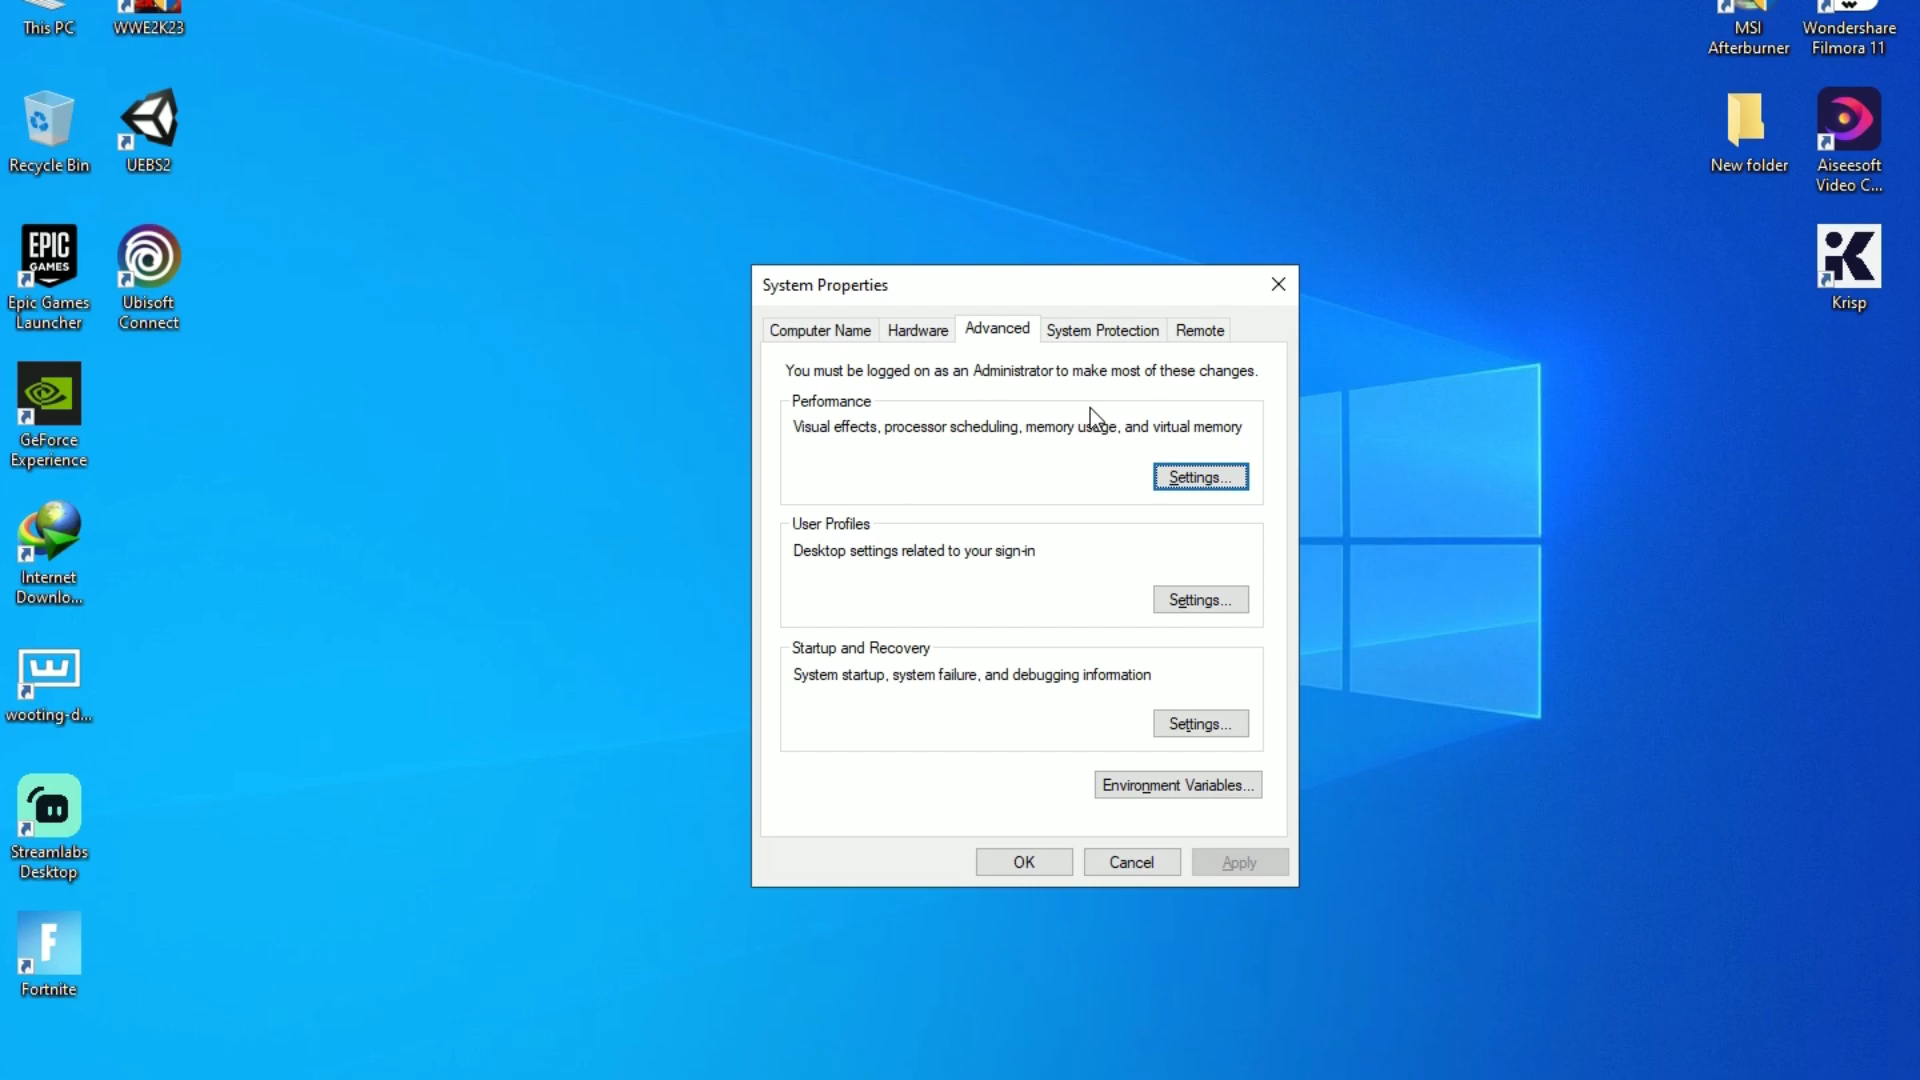 This PC
WWE2K23
Recycle Bin
UEBS2
EPIC
GAMES
Epic Games
Launcher
Ubisoft
Connect
GeForce
Experience
Internet
Downlo...
wooting-d...
Streamlabs
Desktop
F
Fortnite
System Properties
Computer Name
Hardware
Advanced
System Protection
Remote
You must be logged on as an Administrator to make most of these changes.
Performance
Visual effects, processor scheduling, memory usage, and virtual memory
Settings...
User Profiles
Desktop settings related to your sign-in
Settings...
Startup and Recovery
System startup, system failure, and debugging information
Settings...
Environment Variables...
OK
Cancel
Apply
MSI
Afterburner
Wondershare
Filmora 11
New folder
Aiseesoft
Video C...
Krisp